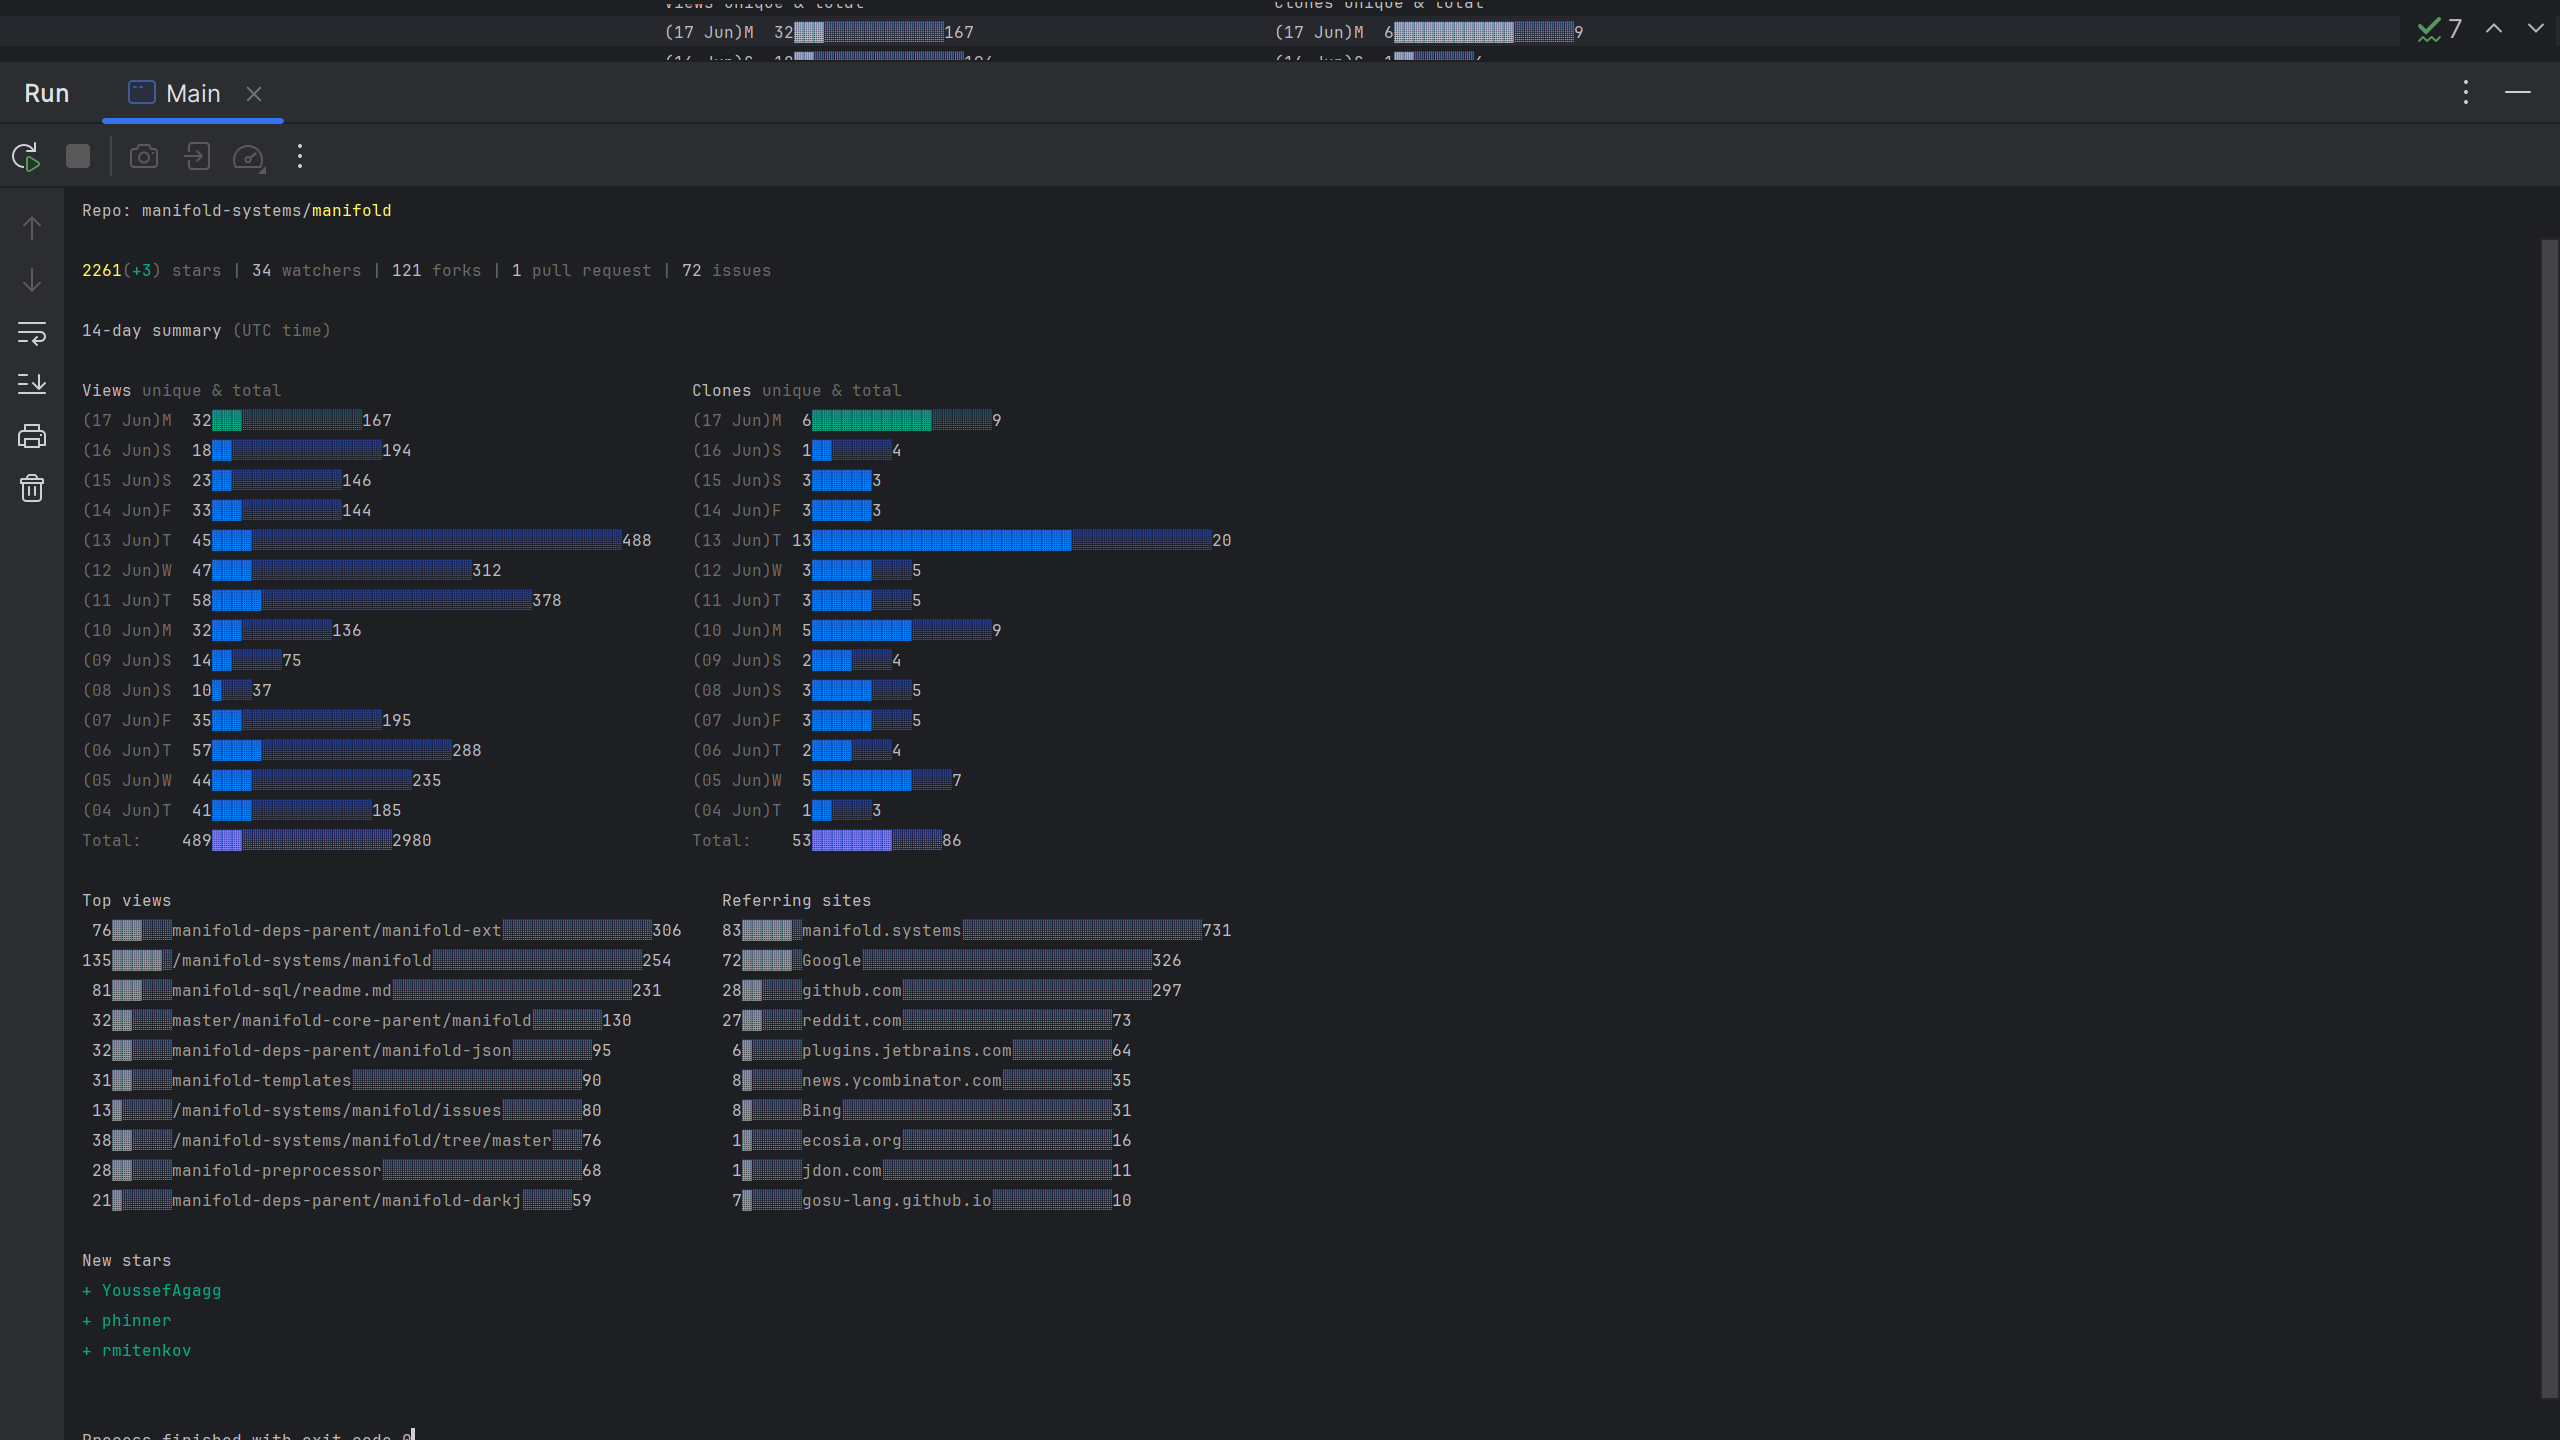 Views unique & total Clones unique & total
(17 Jun)M 32 167 (17 Jun)M 6 9
7
(14 Jun)S
Run Main
Repo: manifold-systems/manifold
2261(+3) stars | 34 watchers | 121 forks | 1 pull request | 72 issues
14-day summary (UTC time)
Views unique & total Clones unique & total
(17 Jun)M 32 167 (17 Jun)M 6 9
(16 Jun)S 18 194 (16 Jun)S 1 4
(15 Jun)S 23 146 (15 Jun)S 3 3
(14 Jun)F 33 144 (14 Jun)F 3 3
(13 Jun)T 45 488 (13 Jun)T 13 20
(12 Jun)W 47 312 (12 Jun)W 3 5
(11 Jun)T 58 378 (11 Jun)T 3 5
(10 Jun)M 32 136 (10 Jun)M 5 9
(09 Jun)S 14 75 (09 Jun)S 2 4
(08 Jun)S 10 37 (08 Jun)S 3 5
(07 Jun)F 35 195 (07 Jun)F 3 5
(06 Jun)T 57 288 (06 Jun)T 2 4
(05 Jun)W 44 235 (05 Jun)W 5 7
(04 Jun)T 41 185 (04 Jun)T 1 3
Total: 489 2980 Total: 53 86
Top views Referring sites
76 manifold-deps-parent/manifold-ext 306 83 manifold.systems 731
135 /manifold-systems/manifold 254 72 Google 326
81 manifold-sql/readme.md 231 28 github.com 297
32 master/manifold-core-parent/manifold 130 27 reddit.com 73
32 manifold-deps-parent/manifold-json 95 6 plugins.jetbrains.com 64
31 manifold-templates 90 8 news.ycombinator.com 35
13 /manifold-systems/manifold/issues 80 8 Bing 31
38 /manifold-systems/manifold/tree/master 76 1 ecosia.org 16
28 manifold-preprocessor 68 1 jdon.com 11
21 manifold-deps-parent/manifold-darkj 59 7 gosu-lang.github.io 10
New stars
+ YoussefAgagg
+ phinner
+ rmitenkov
Process finished with exit code 0